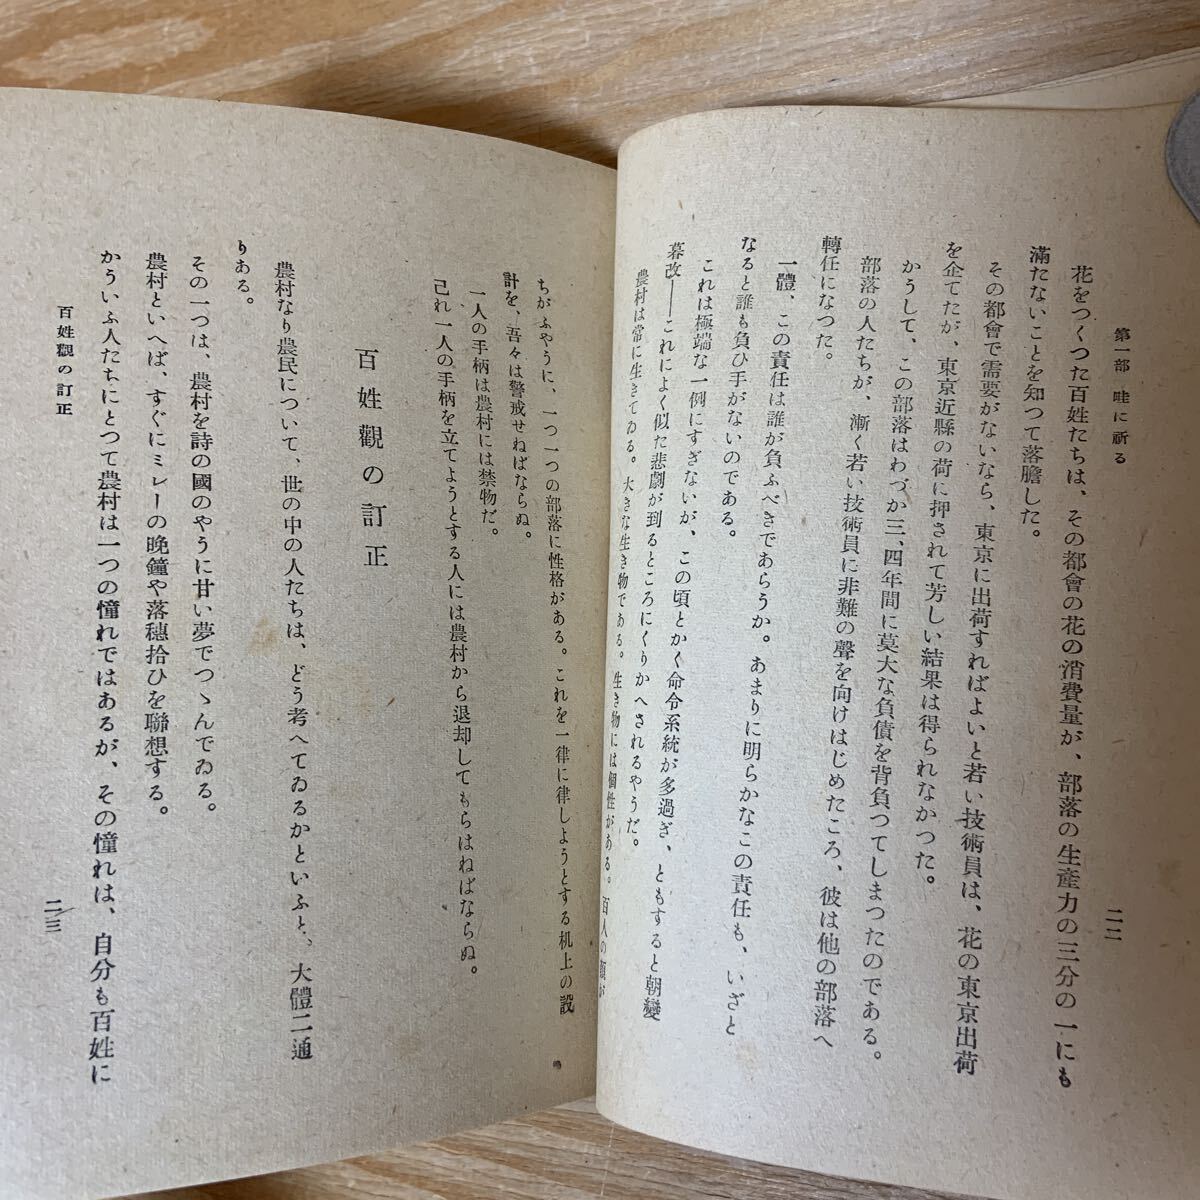 第一部 畦に祈る
二二
花をつくつた百姓たちは、その都會の花の消費量が、部落の生產力の三分の一にも
滿たないことを知つて落膽した。
その都會で需要がないなら、東京に出荷すればよいと若い技術員は、花の東京出荷
を企てたが、東京近縣の荷に押されて芳しい結果は得られなかつた。
かうして、この部落はわづか三、四年間に莫大な負債を背負つてしまつたのである。
部落の人たちが、漸く若い技術員に非難の聲を向けはじめたころ、彼は他の部落へ
轉任になつた。
一體、この責任は誰が負ふべきであらうか。あまりに明らかなこの責任も、いざと
なると誰も負ひ手がないのである。
これは極端な一例にすぎないが、この頃とかく命令系統が多過ぎ、ともすると朝變
暮改——これによく似た悲劇が到るところにくりかへされるやうだ。
農村は常に生きてゐる。大きな生き物である。生き物には個性がある。百人の顏が
ちがふやうに、一つ一つの部落に性格がある。これを一律に律しようとする机上の設
計を、吾々は警戒せねばならぬ。
一人の手柄は農村には禁物だ。
己れ一人の手柄を立てようとする人には農村から退却してもらはねばならぬ。
百姓觀の訂正
農村なり農民について、世の中の人たちは、どう考へてゐるかといふと、大體二通
りある。
その一つは、農村を詩の國のやうに甘い夢でつゝんでゐる。
農村といへば、すぐにミレーの晩鐘や落穗拾ひを聯想する。
かういふ人たちにとつて農村は一つの憧れではあるが、その憧れは、自分も百姓に
百姓觀の訂正
二三